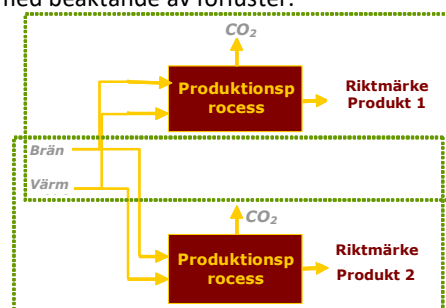 med beaktande av förluster.
CO₂
Produktionsp
rocess
Riktmärke
Produkt 1
Brän
Värm
CO₂
Produktionsp
rocess
Riktmärke
Produkt 2